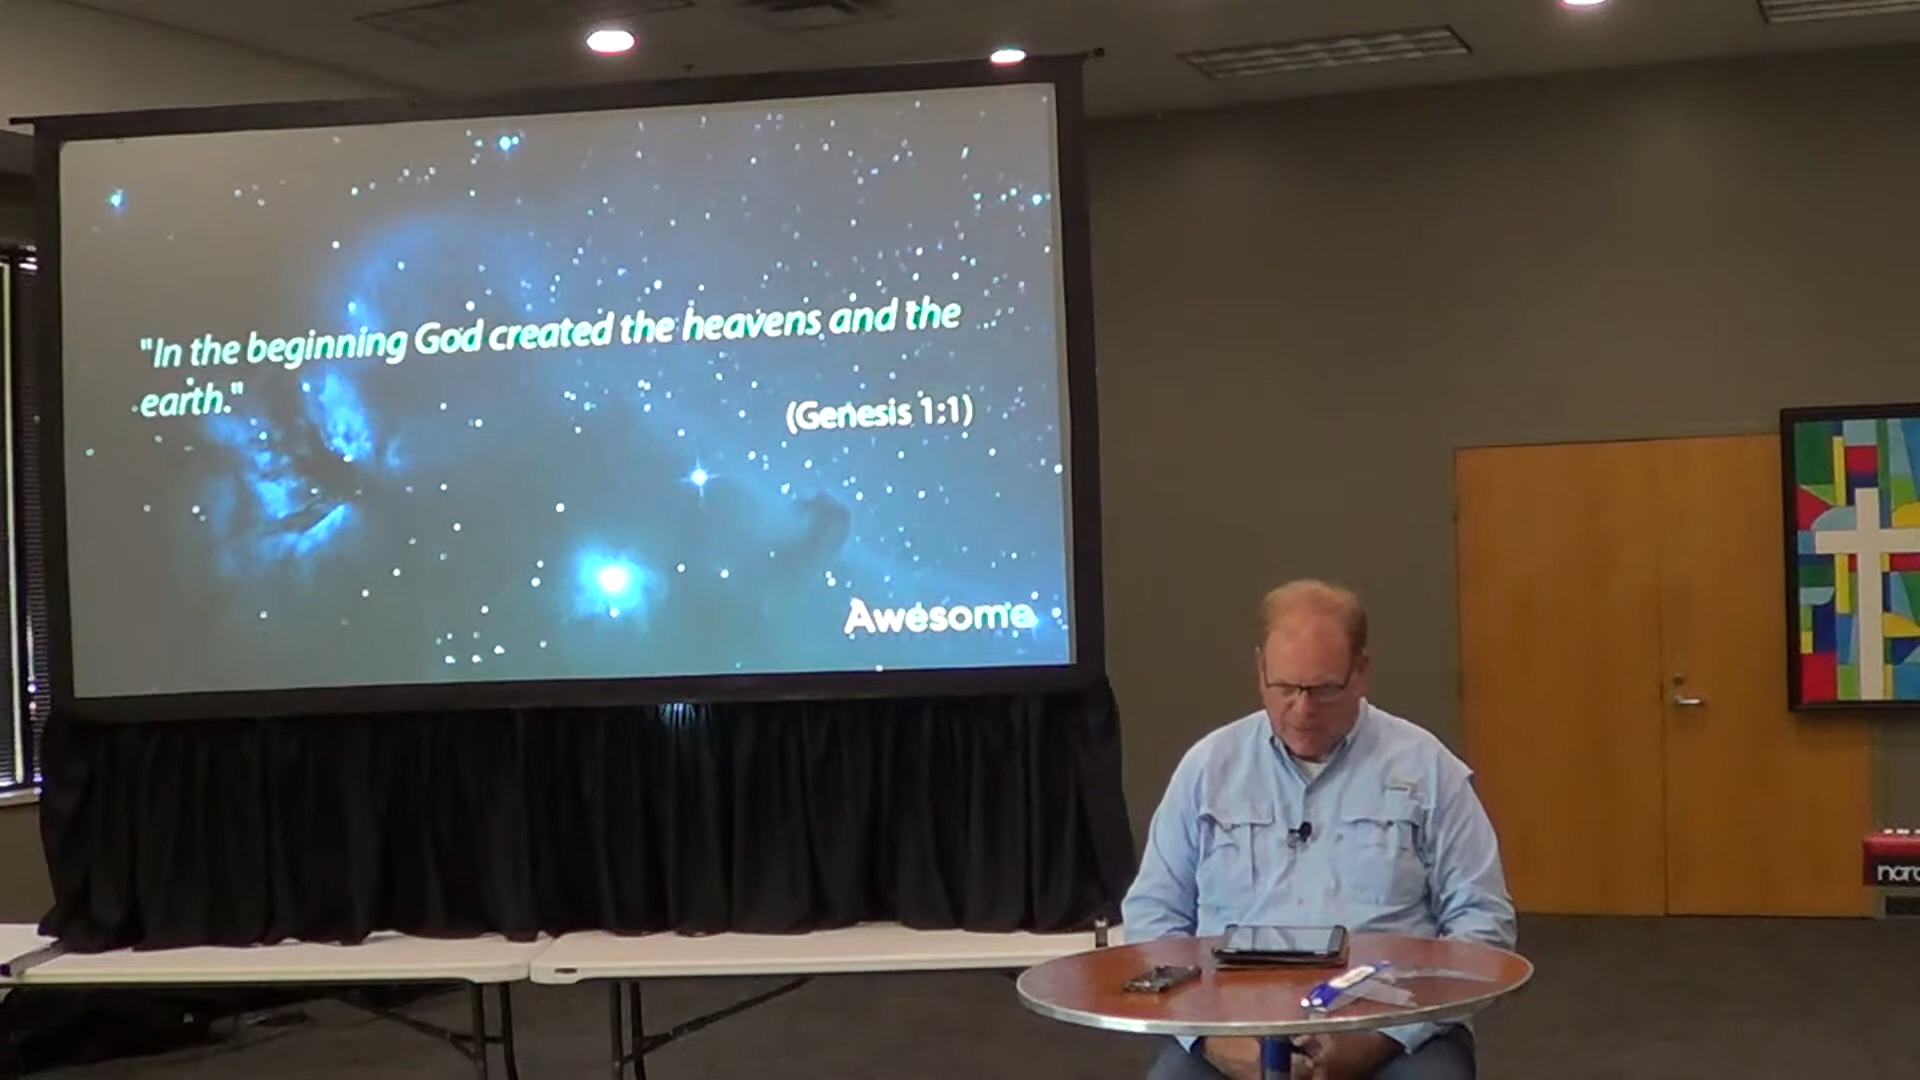 "In the beginning God created the heavens and the
earth."
(Genesis 1:1)
Awesome